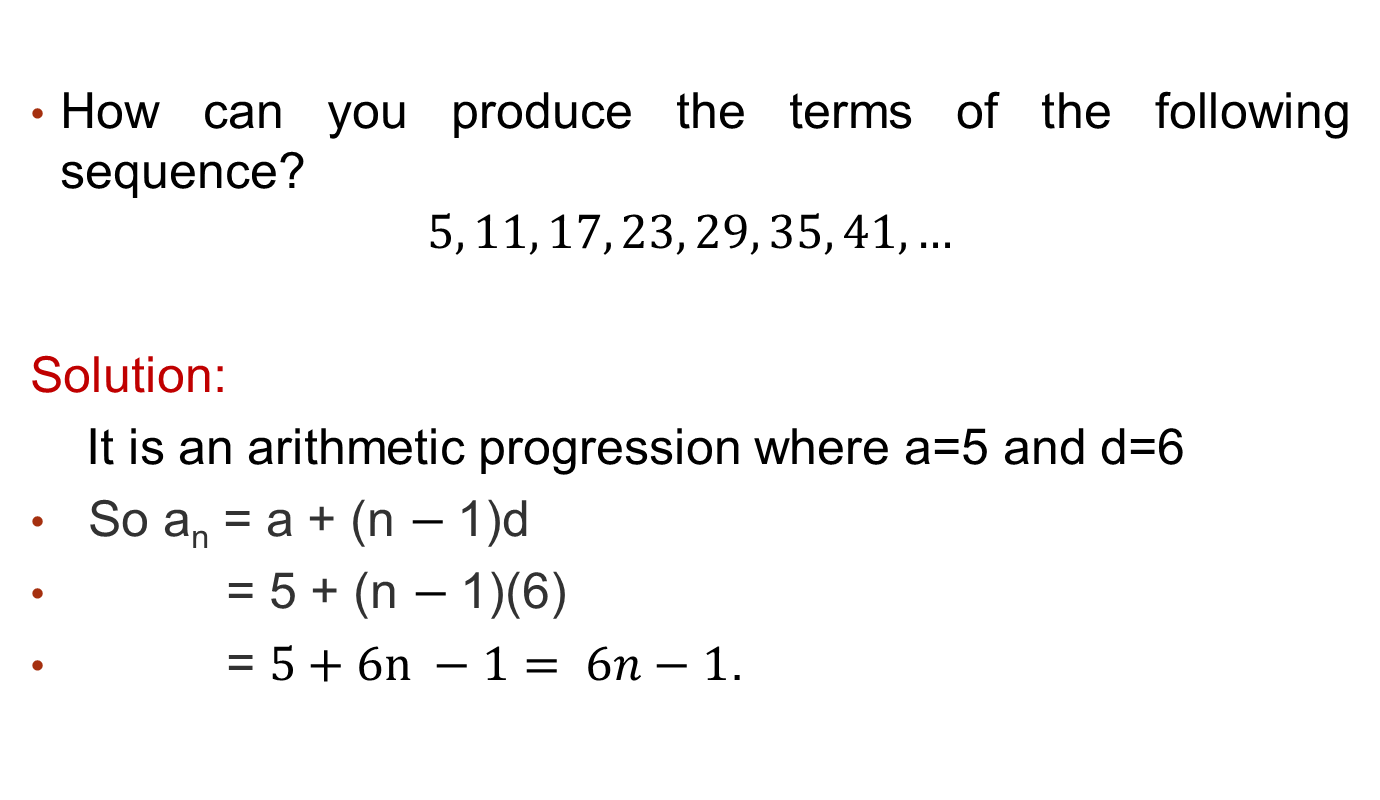 • How can you produce the terms of the following
sequence?
5, 11, 17, 23, 29, 35, 41, …
Solution:
It is an arithmetic progression where a=5 and d=6
• So aₙ = a + (n – 1)d
• = 5 + (n – 1)(6)
• = 5 + 6n − 1 = 6𝑛 − 1.